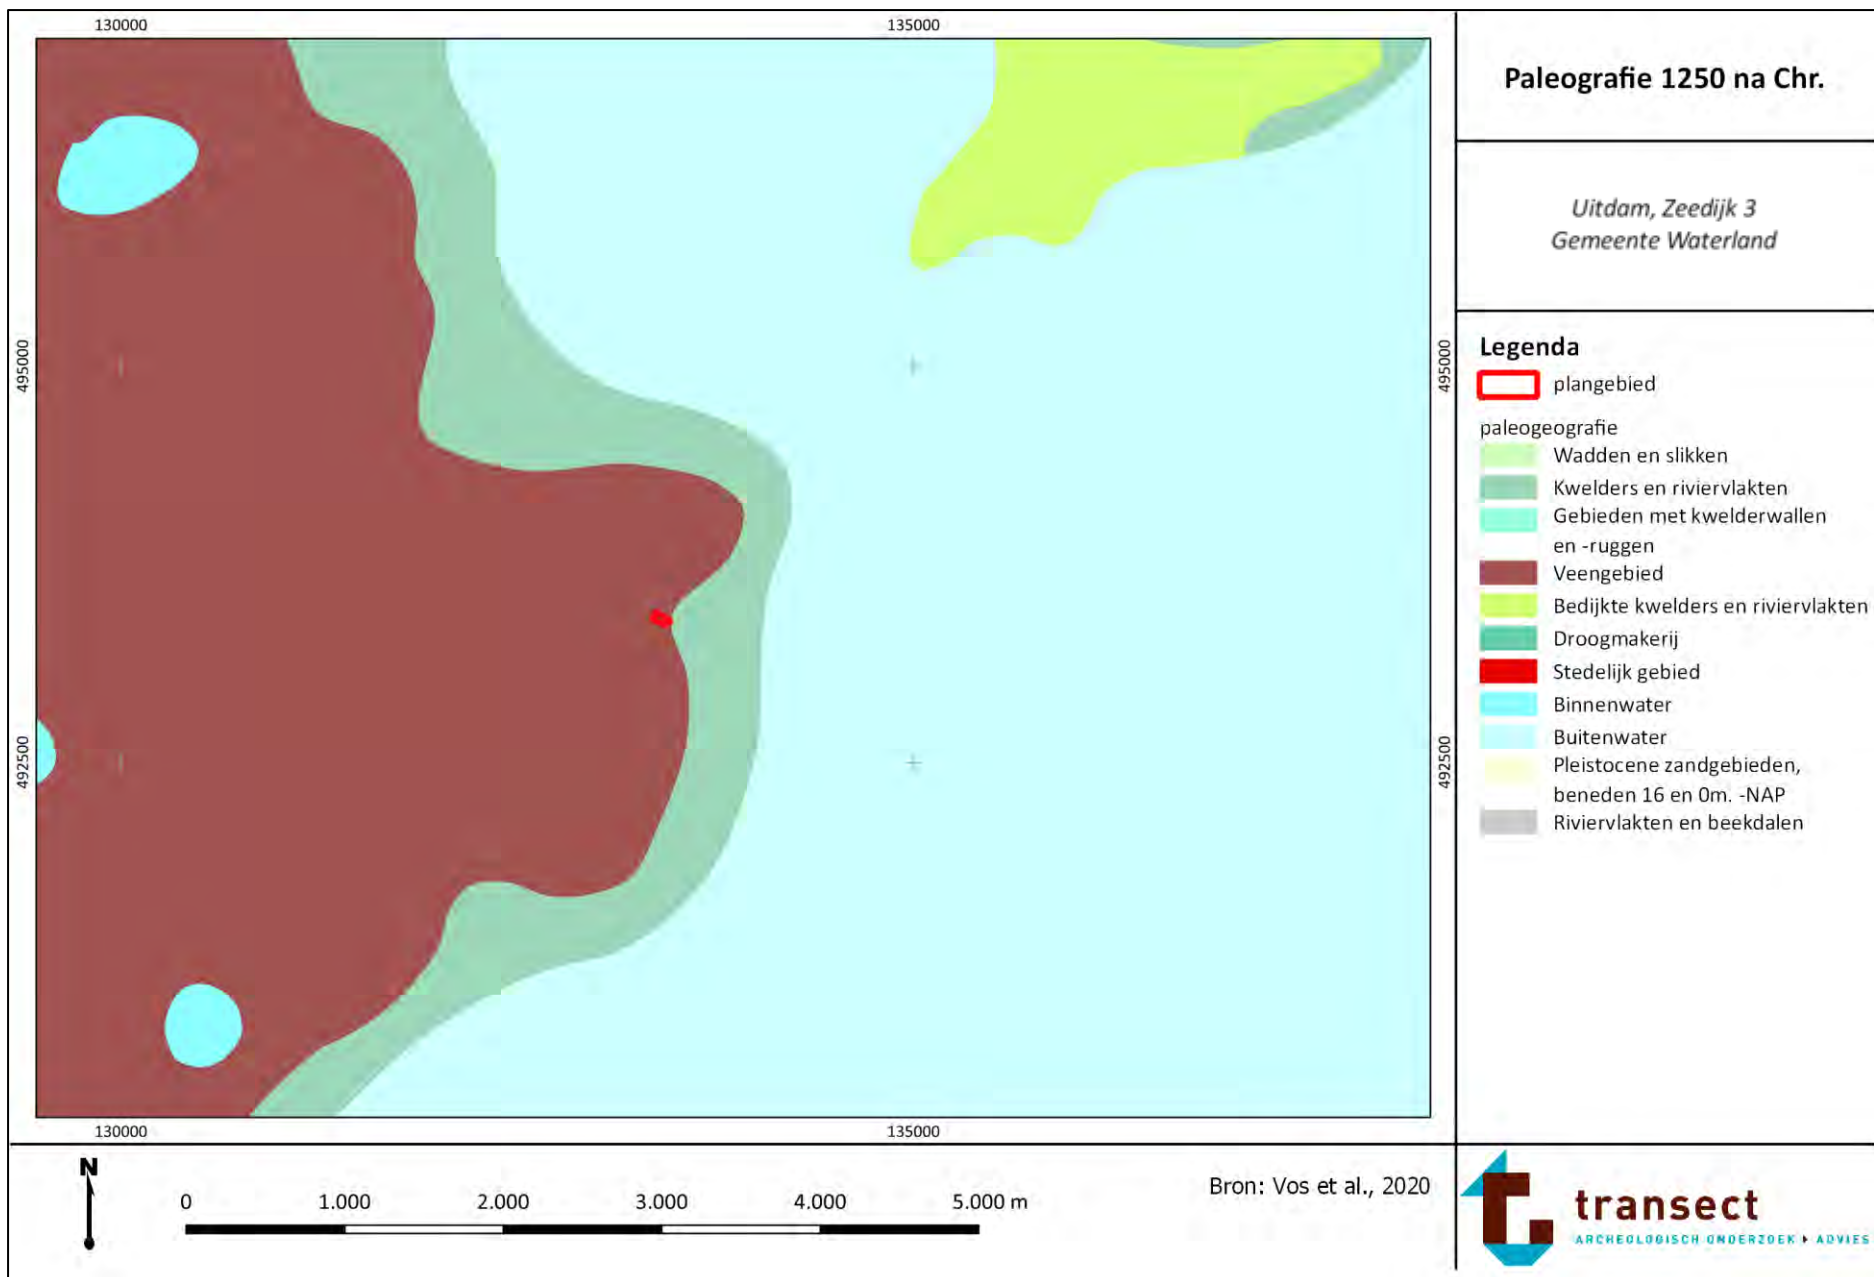 130000
135000
495000
495000
492500
492500
130000
135000
Paleografie 1250 na Chr.
Uitdam, Zeedijk 3
Gemeente Waterland
Legenda
plangebied
paleogeografie
Wadden en slikken
Kwelders en riviervlakten
Gebieden met kwelderwallen
en -ruggen
Veengebied
Bedijkte kwelders en riviervlakten
Droogmakerij
Stedelijk gebied
Binnenwater
Buitenwater
Pleistocene zandgebieden,
beneden 16 en 0m. -NAP
Riviervlakten en beekdalen
N
0 1.000 2.000 3.000 4.000 5.000 m
Bron: Vos et al., 2020
transect
ARCHEOLOGISCH ONDERZOEK ▸ ADVIES